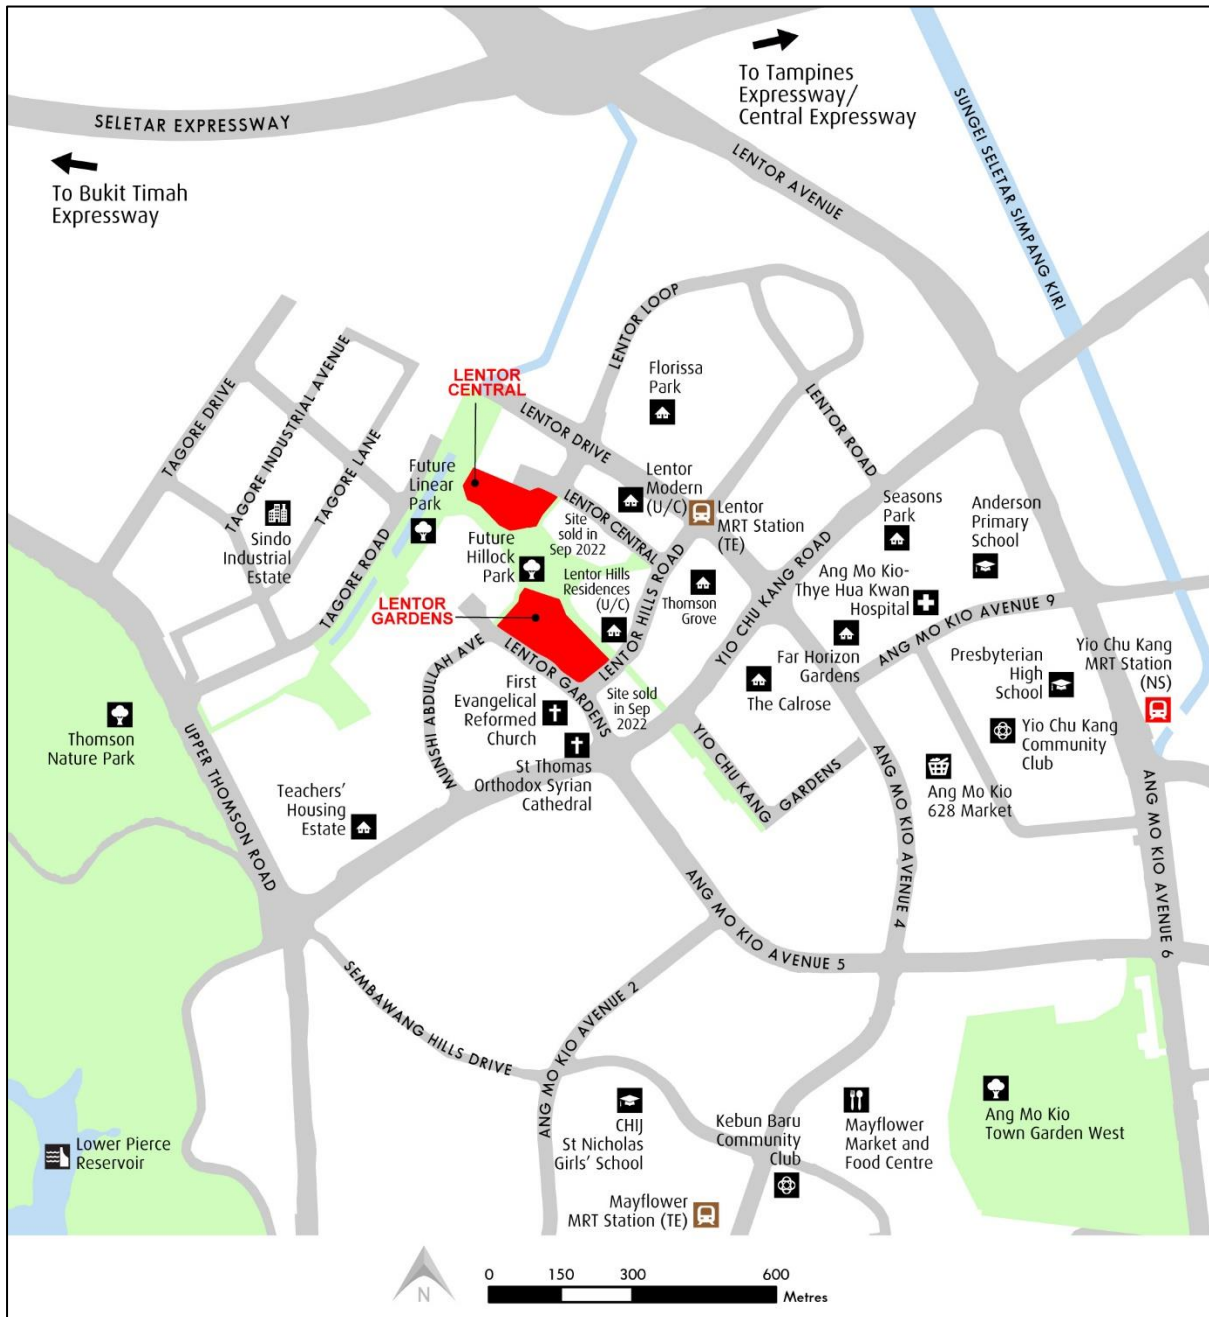 To Tampines
Expressway/
Central Expressway
SELETAR EXPRESSWAY
To Bukit Timah
Expressway
LENTOR AVENUE
SUNGEI SELETAR SIMPANG KIRI
LENTOR LOOP
LENTOR
CENTRAL
Florissa
Park
TAGORE DRIVE
TAGORE INDUSTRIAL AVENUE
TAGORE LANE
LENTOR DRIVE
LENTOR ROAD
Future
Linear
Park
Lentor
Modern
(U/C)
Lentor
MRT Station
(TE)
Seasons
Park
Anderson
Primary
School
LENTOR CENTRAL
Site
sold in
Sep 2022
Sindo
Industrial
Estate
TAGORE ROAD
Future
Hillock
Park
Lentor Hills
Residences
(U/C)
LENTOR HILLS ROAD
Thomson
Grove
YIO CHU KANG ROAD
Ang Mo Kio-
Thye Hua Kwan
Hospital
LENTOR
GARDENS
ANG MO KIO AVENUE 9
Far Horizon
Gardens
Presbyterian
High
School
Yio Chu Kang
MRT Station
(NS)
MUNSHI ABDULLAH AVE
LENTOR GARDENS
First
Evangelical
Reformed
Church
Site sold
in Sep
2022
The Calrose
Yio Chu Kang
Community
Club
Thomson
Nature Park
UPPER THOMSON ROAD
St Thomas
Orthodox Syrian
Cathedral
YIO CHU KANG
GARDENS
Ang Mo Kio
628 Market
Teachers'
Housing
Estate
ANG MO KIO AVENUE 4
ANG MO KIO AVENUE 6
ANG MO KIO AVENUE 5
SEMBAWANG HILLS DRIVE
ANG MO KIO AVENUE 2
CHIJ
St Nicholas
Girls' School
Kebun Baru
Community
Club
Mayflower
Market and
Food Centre
Ang Mo Kio
Town Garden West
Lower Pierce
Reservoir
Mayflower
MRT Station (TE)
N
0 150 300 600
Metres